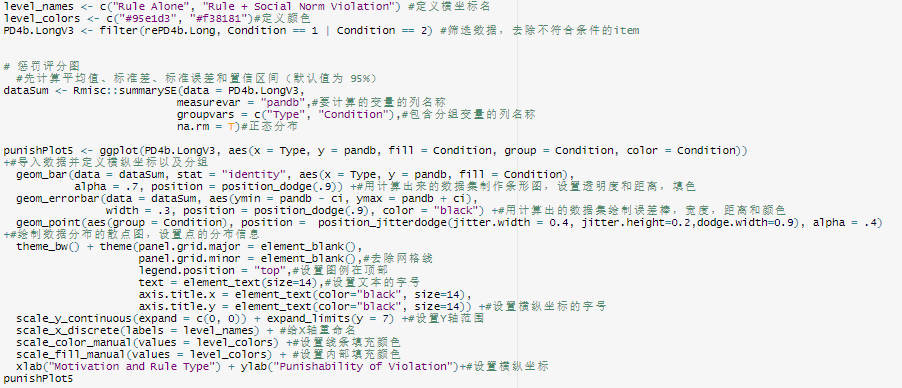 level_names <- c("Rule Alone", "Rule + Social Norm Violation") #定义横坐标名
level_colors <- c("#95e1d3", "#f38181")#定义颜色
PD4b.LongV3 <- filter(rePD4b.Long, Condition == 1 | Condition == 2) #筛选数据，去除不符合条件的item
# 惩罚评分图
#先计算平均值、标准差、标准误差和置信区间（默认值为 95%）
dataSum <- Rmisc::summarySE(data = PD4b.LongV3,
measurevar = "pandb",#要计算的变量的列名称
groupvars = c("Type", "Condition"),#包含分组变量的列名称
na.rm = T)#正态分布
punishPlot5 <- ggplot(PD4b.LongV3, aes(x = Type, y = pandb, fill = Condition, group = Condition, color = Condition))
+#导入数据并定义横纵坐标以及分组
geom_bar(data = dataSum, stat = "identity", aes(x = Type, y = pandb, fill = Condition),
alpha = .7, position = position_dodge(.9)) +#用计算出来的数据集制作条形图，设置透明度和距离，填色
geom_errorbar(data = dataSum, aes(ymin = pandb - ci, ymax = pandb + ci),
width = .3, position = position_dodge(.9), color = "black") +#用计算出的数据集绘制误差棒，宽度，距离和颜色
geom_point(aes(group = Condition), position =  position_jitterdodge(jitter.width = 0.4, jitter.height=0.2,dodge.width=0.9), alpha = .4)
+#绘制数据分布的散点图，设置点的分布信息
theme_bw() + theme(panel.grid.major = element_blank(),
panel.grid.minor = element_blank(),#去除网格线
legend.position = "top",#设置图例在顶部
text = element_text(size=14),#设置文本的字号
axis.title.x = element_text(color="black", size=14),
axis.title.y = element_text(color="black", size=14)) +#设置横纵坐标的字号
scale_y_continuous(expand = c(0, 0)) + expand_limits(y = 7) +#设置Y轴范围
scale_x_discrete(labels = level_names) + #给X轴重命名
scale_color_manual(values = level_colors) +#设置线条填充颜色
scale_fill_manual(values = level_colors) + #设置内部填充颜色
xlab("Motivation and Rule Type") + ylab("Punishability of Violation")+#设置横纵坐标
punishPlot5